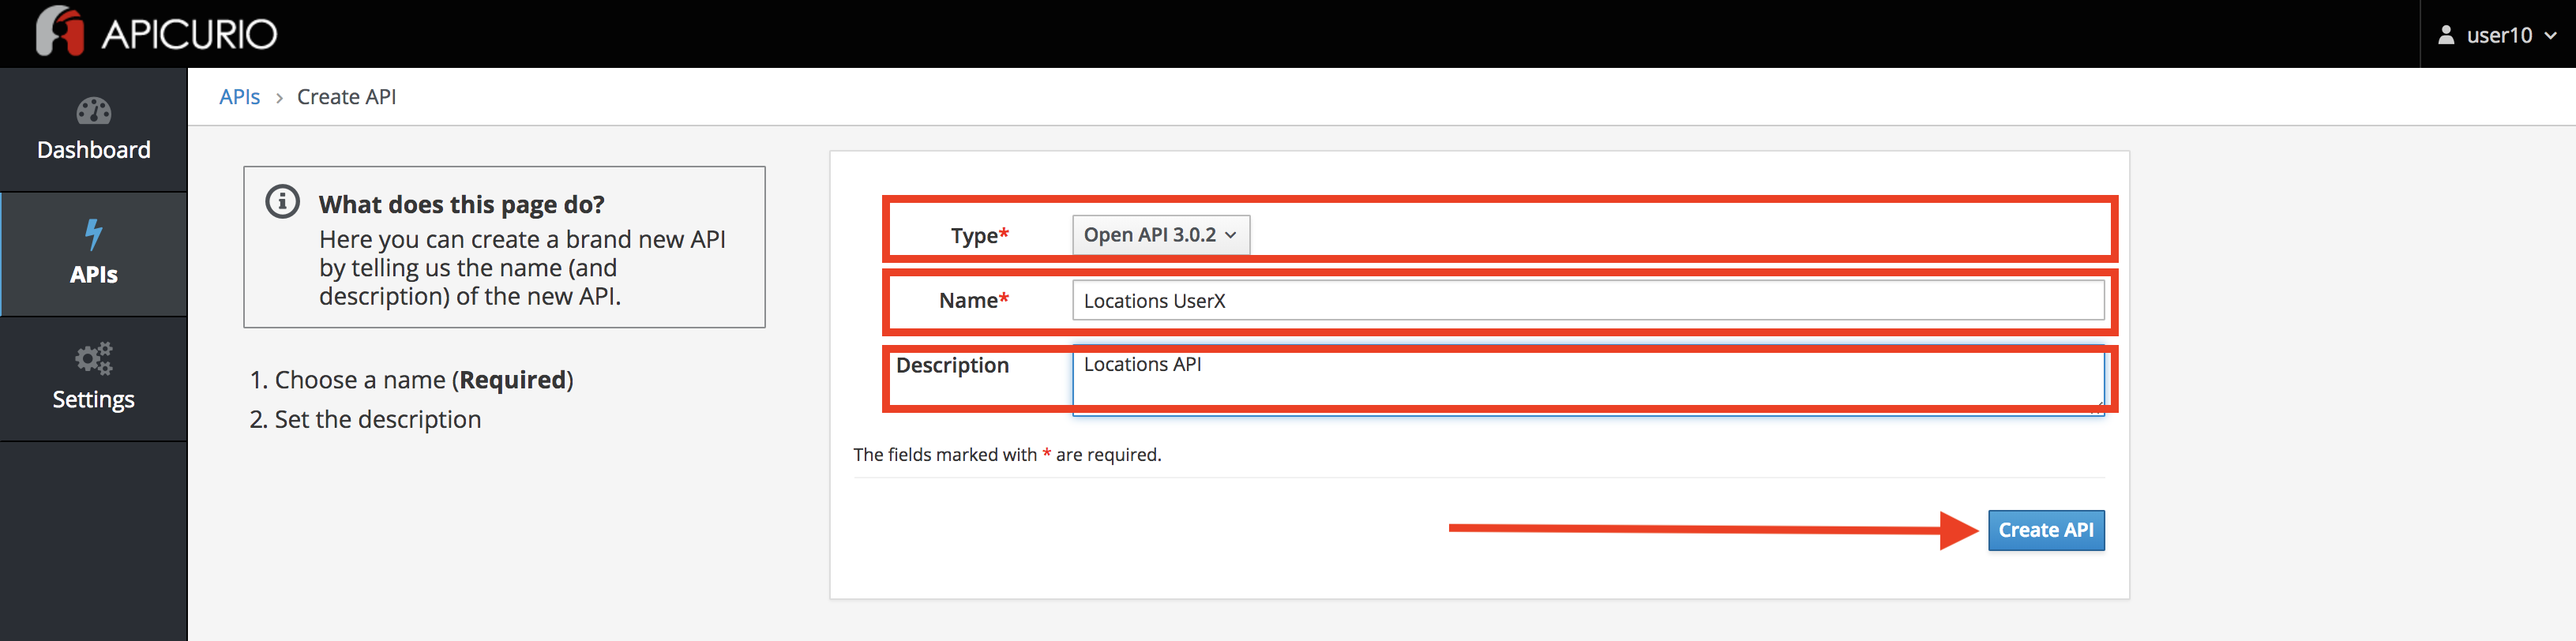 APICURIO
user10
Dashboard
APIs
Settings
APIs > Create API
What does this page do?
Here you can create a brand new API
by telling us the name (and
description) of the new API.
1. Choose a name (Required)
2. Set the description
Type* Open API 3.0.2
Name* Locations UserX
Description Locations API
The fields marked with * are required.
Create API